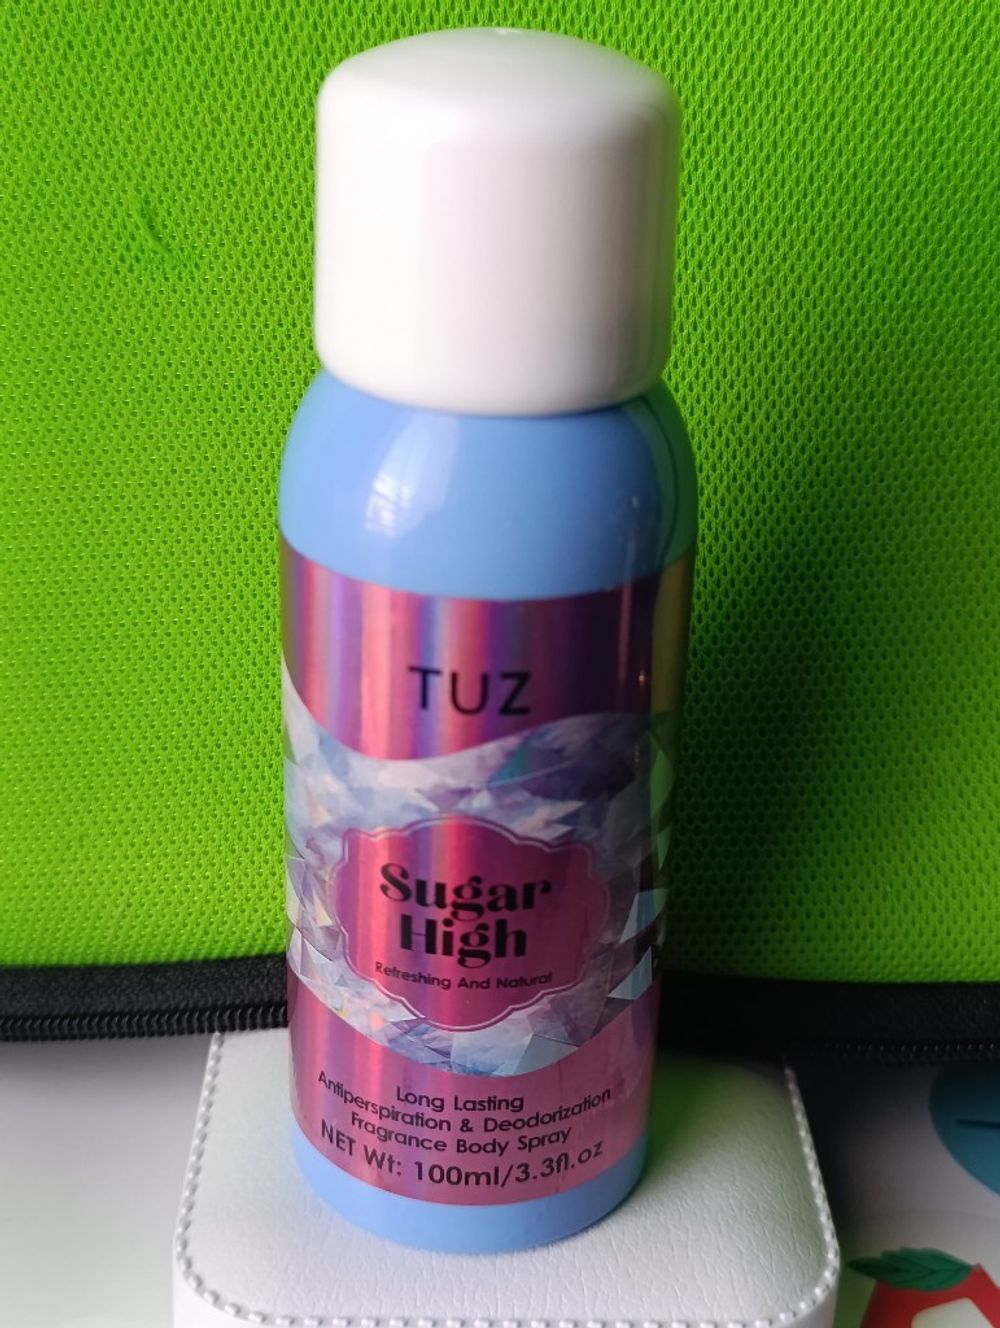 TUZ
Sugar
High
Refreshing And Natural
Long Lasting
Antiperspiration & Deodorization
Fragrance Body Spray
NET Wt: 100ml/3.3fl.oz